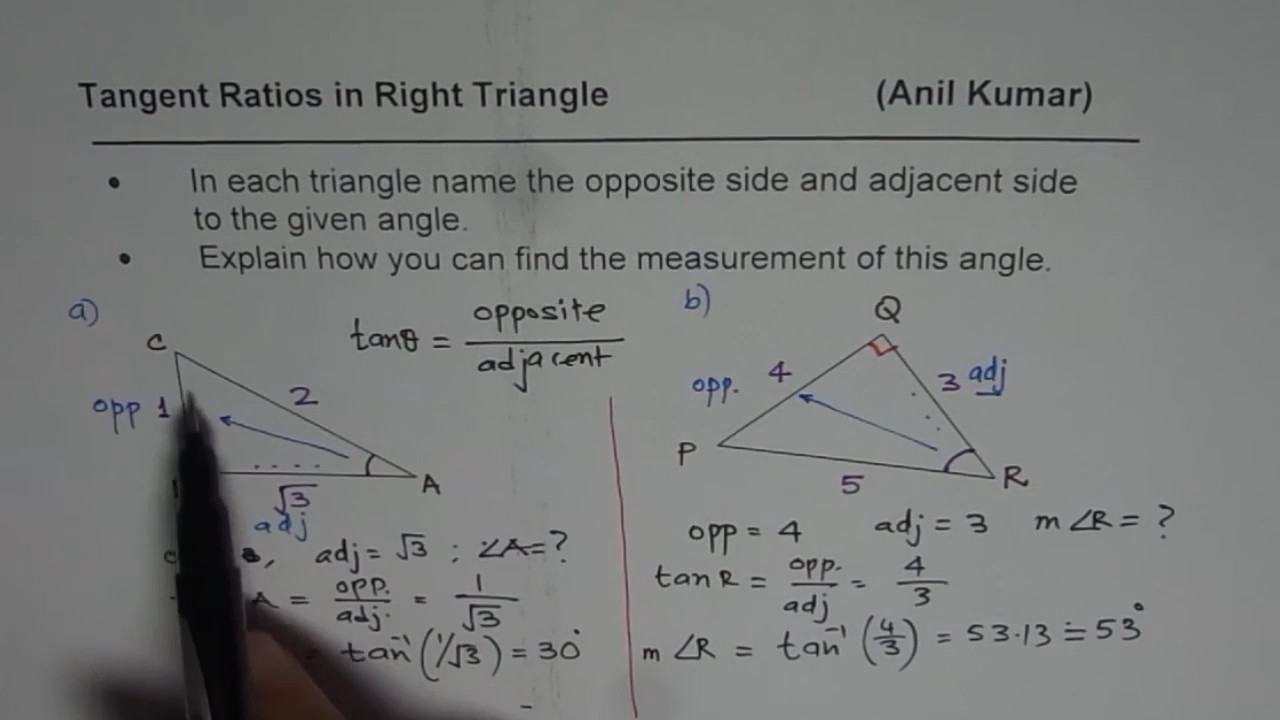 Tangent Ratios in Right Triangle (Anil Kumar)
• In each triangle name the opposite side and adjacent side
to the given angle.
• Explain how you can find the measurement of this angle.
a)
tanθ = opposite / adjacent
C
2
opp 1
A
√3
adj
adj = √3 ; ∠A = ?
A = opp. / adj. = 1 / √3
= tan⁻¹(1/√3) = 30°
b)
Q
opp. 4
3 adj
P
R
5
opp = 4 adj = 3 m∠R = ?
tan R = opp. / adj = 4 / 3
m ∠R = tan⁻¹(4/3) = 53.13 ≐ 53°